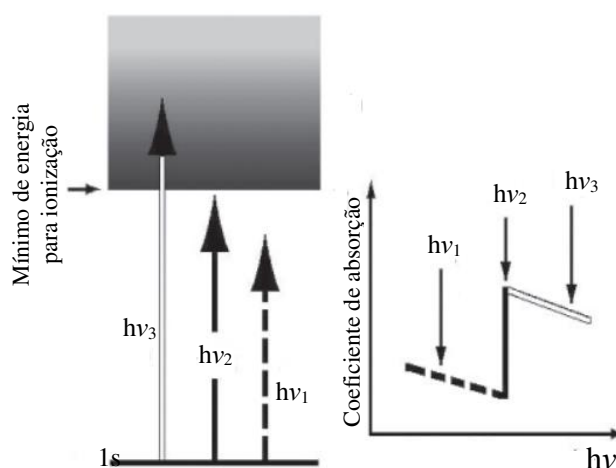 Mínimo de energia
para ionização
hν3
hν2
hν1
1s
Coeficiente de absorção
hν1
hν2
hν3
hν